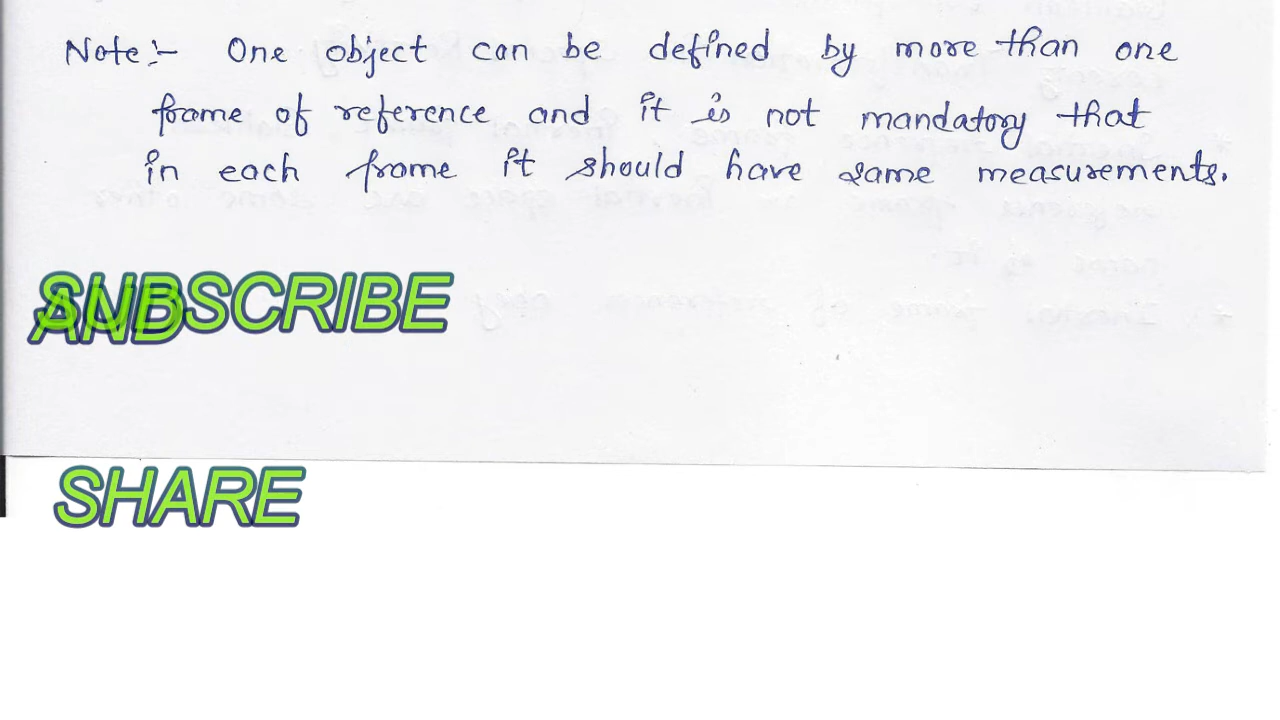 Note:- One object can be defined by more than one
frame of reference and it is not mandatory that
in each frame it should have same measurements.
SUBSCRIBE
AND
SHARE